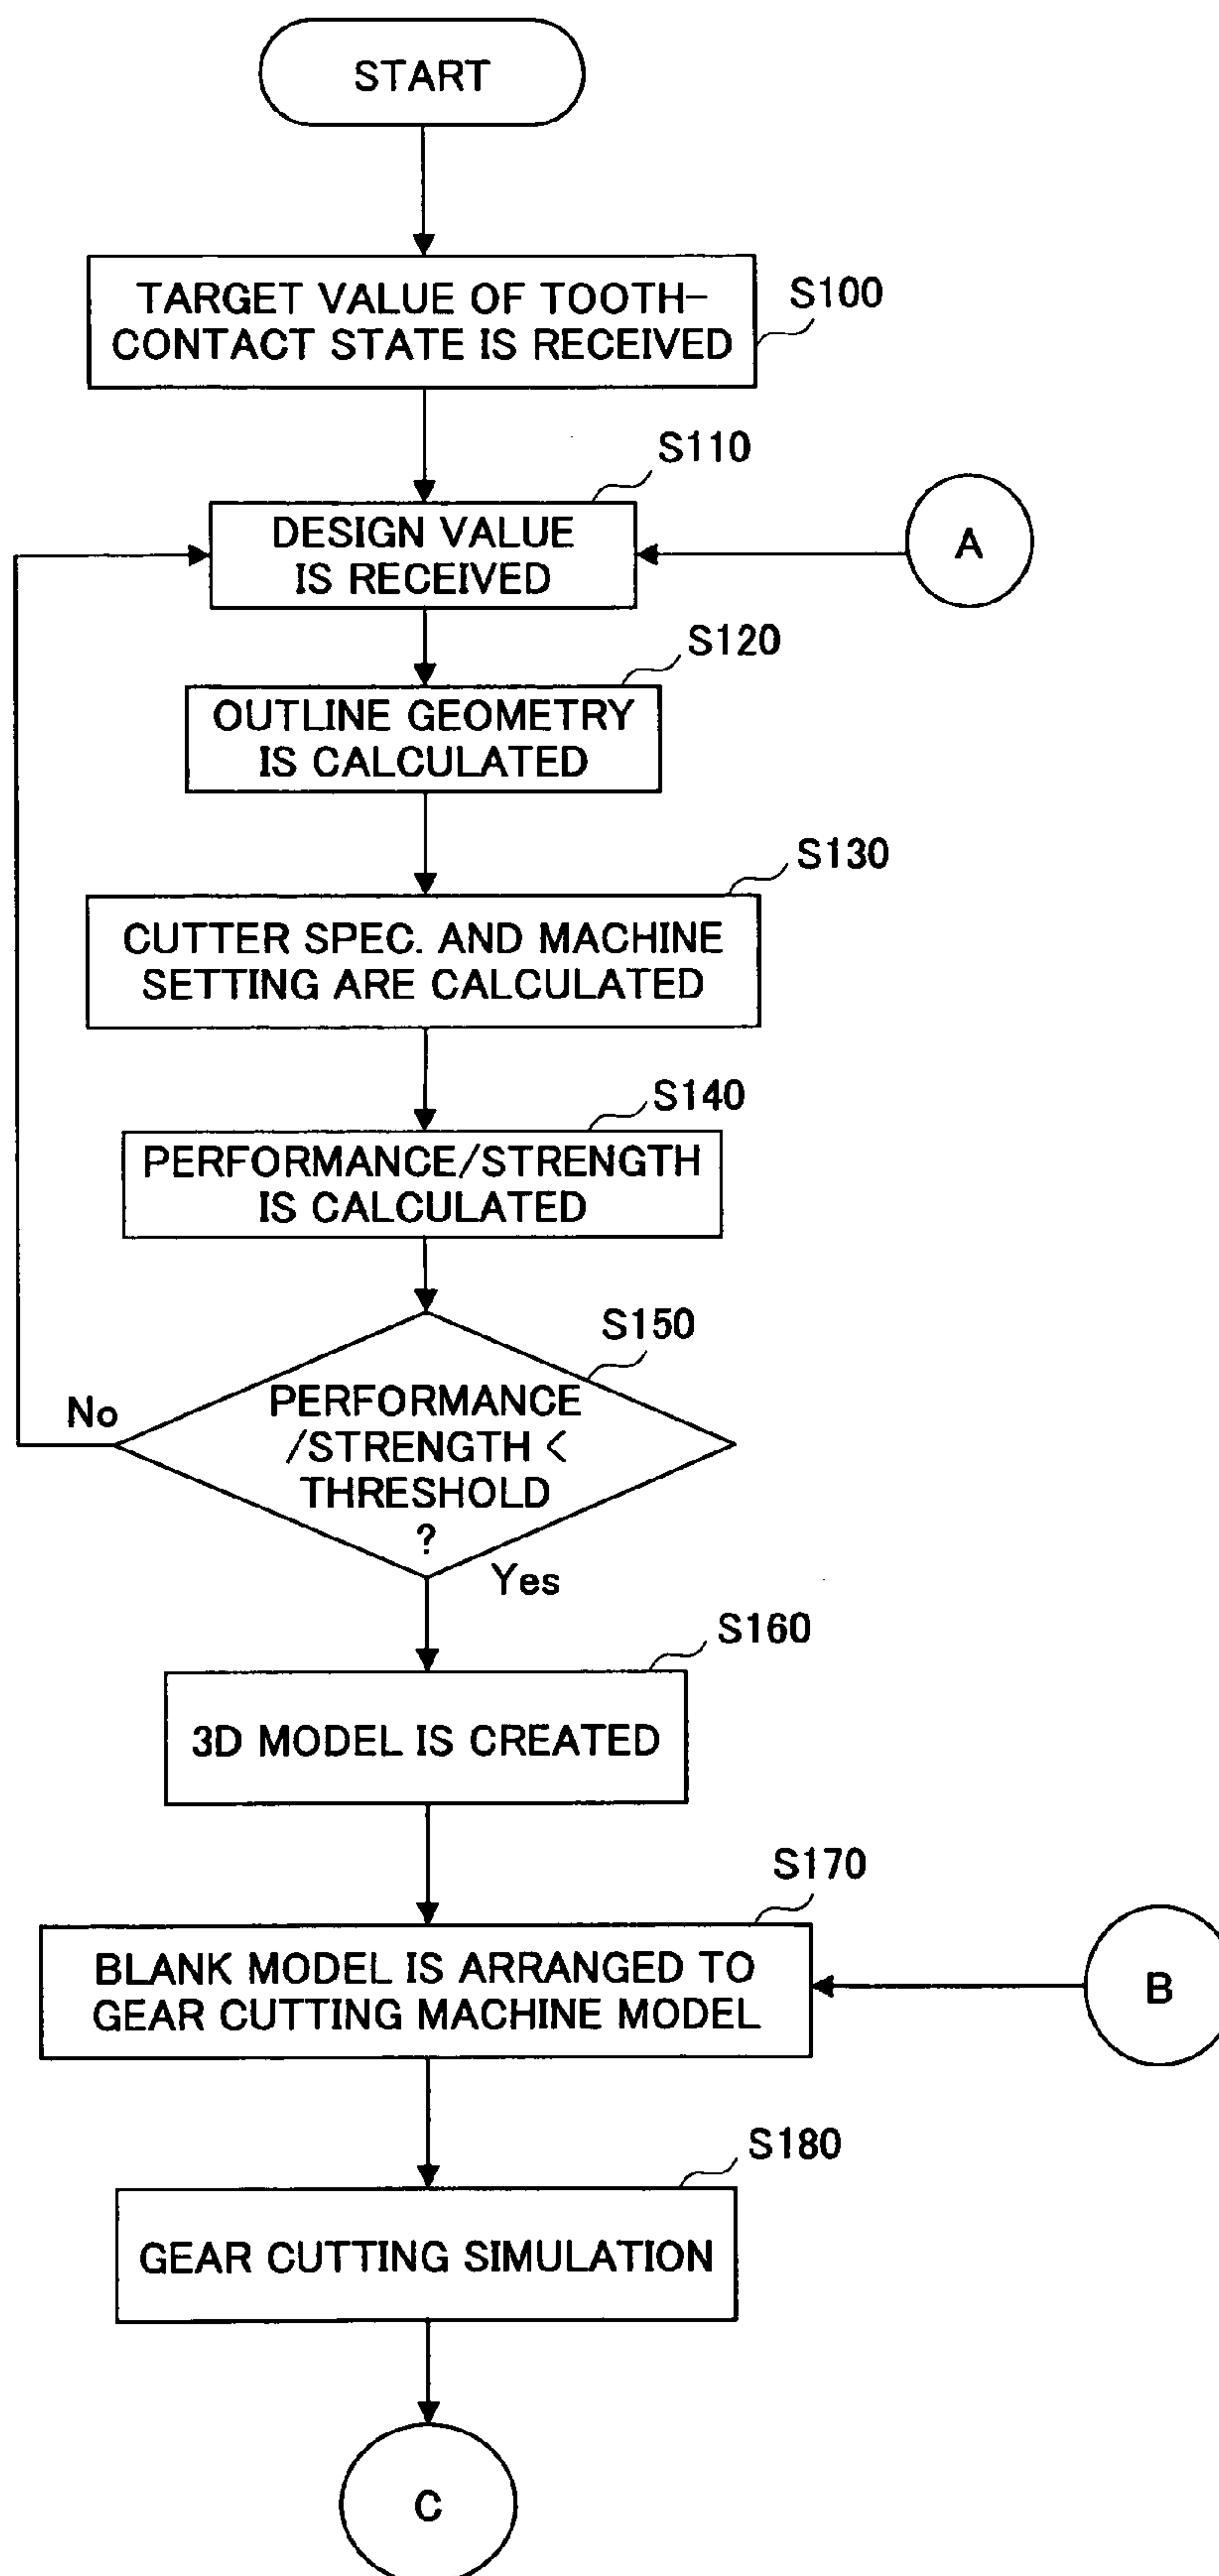 START
TARGET VALUE OF TOOTH-
CONTACT STATE IS RECEIVED
S100
S110
DESIGN VALUE
IS RECEIVED
A
S120
OUTLINE GEOMETRY
IS CALCULATED
S130
CUTTER SPEC. AND MACHINE
SETTING ARE CALCULATED
S140
PERFORMANCE/STRENGTH
IS CALCULATED
S150
No
PERFORMANCE
/STRENGTH <
THRESHOLD
?
Yes
S160
3D MODEL IS CREATED
S170
BLANK MODEL IS ARRANGED TO
GEAR CUTTING MACHINE MODEL
B
S180
GEAR CUTTING SIMULATION
C